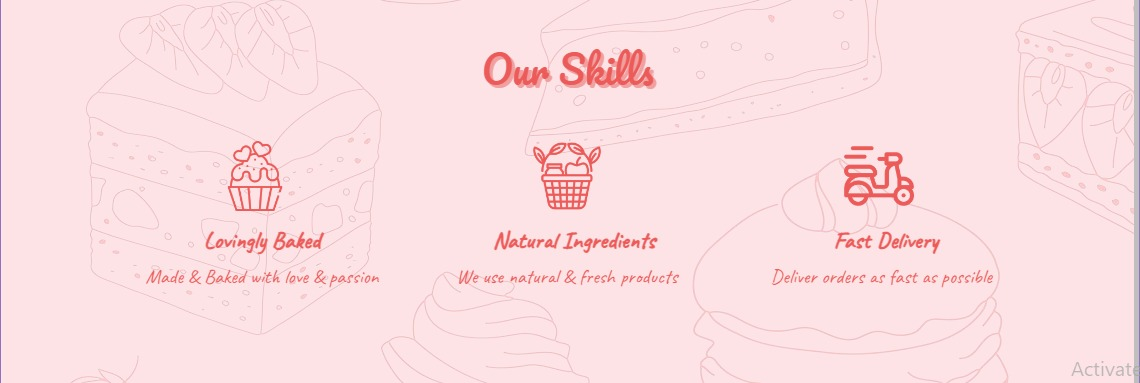 Our Skills
Lovingly Baked
Natural Ingredients
Fast Delivery
Made & Baked with love & passion
We use natural & fresh products
Deliver orders as fast as possible
Activate